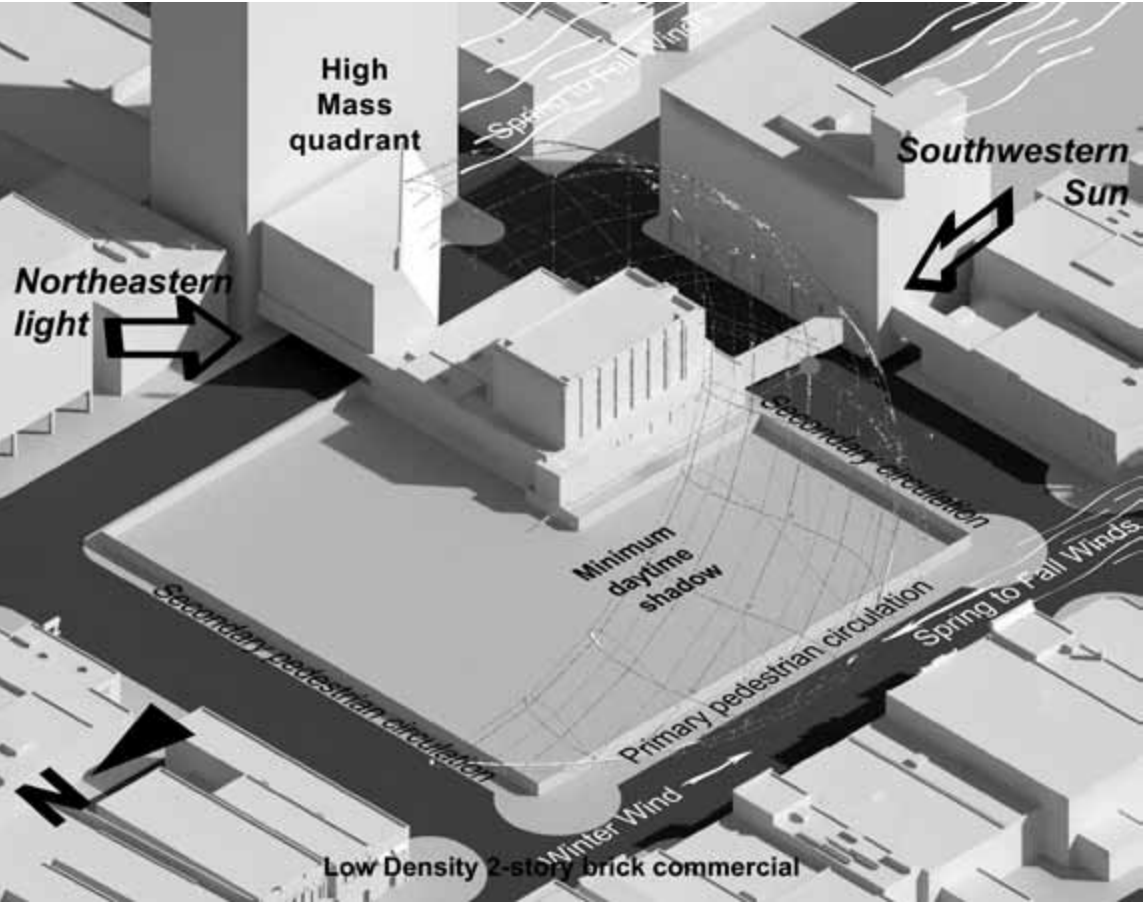 High
Mass
quadrant
Spring to Fall Winds
Southwestern
Sun
Northeastern
light
Secondary circulation
Minimum
daytime
shadow
Spring to Fall Winds
Secondary pedestrian circulation
Primary pedestrian circulation
N
Winter Wind
Low Density 2-story brick commercial